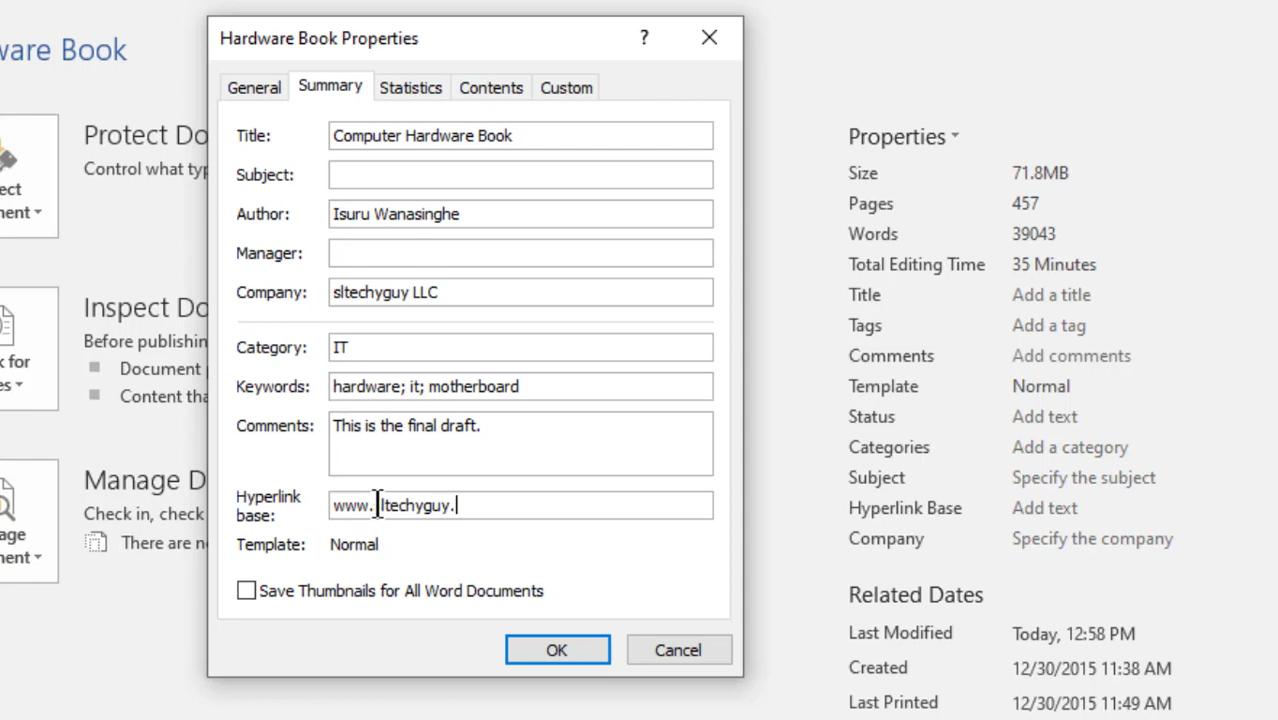 ware Book
Hardware Book Properties
?
General
Summary
Statistics
Contents
Custom
Title: Computer Hardware Book
Subject:
Author: Isuru Wanasinghe
Manager:
Company: sltechyguy LLC
Category: IT
Keywords: hardware; it; motherboard
Comments: This is the final draft.
Hyperlink
base: www.sltechyguy.
Template: Normal
Save Thumbnails for All Word Documents
OK
Cancel
ect
ment
Protect Do
Control what typ
k for
es
Inspect Do
Before publishin
Document p
Content tha
age
ment
Manage D
Check in, check
There are no
Properties
Size 71.8MB
Pages 457
Words 39043
Total Editing Time 35 Minutes
Title Add a title
Tags Add a tag
Comments Add comments
Template Normal
Status Add text
Categories Add a category
Subject Specify the subject
Hyperlink Base Add text
Company Specify the company
Related Dates
Last Modified Today, 12:58 PM
Created 12/30/2015 11:38 AM
Last Printed 12/30/2015 11:49 AM